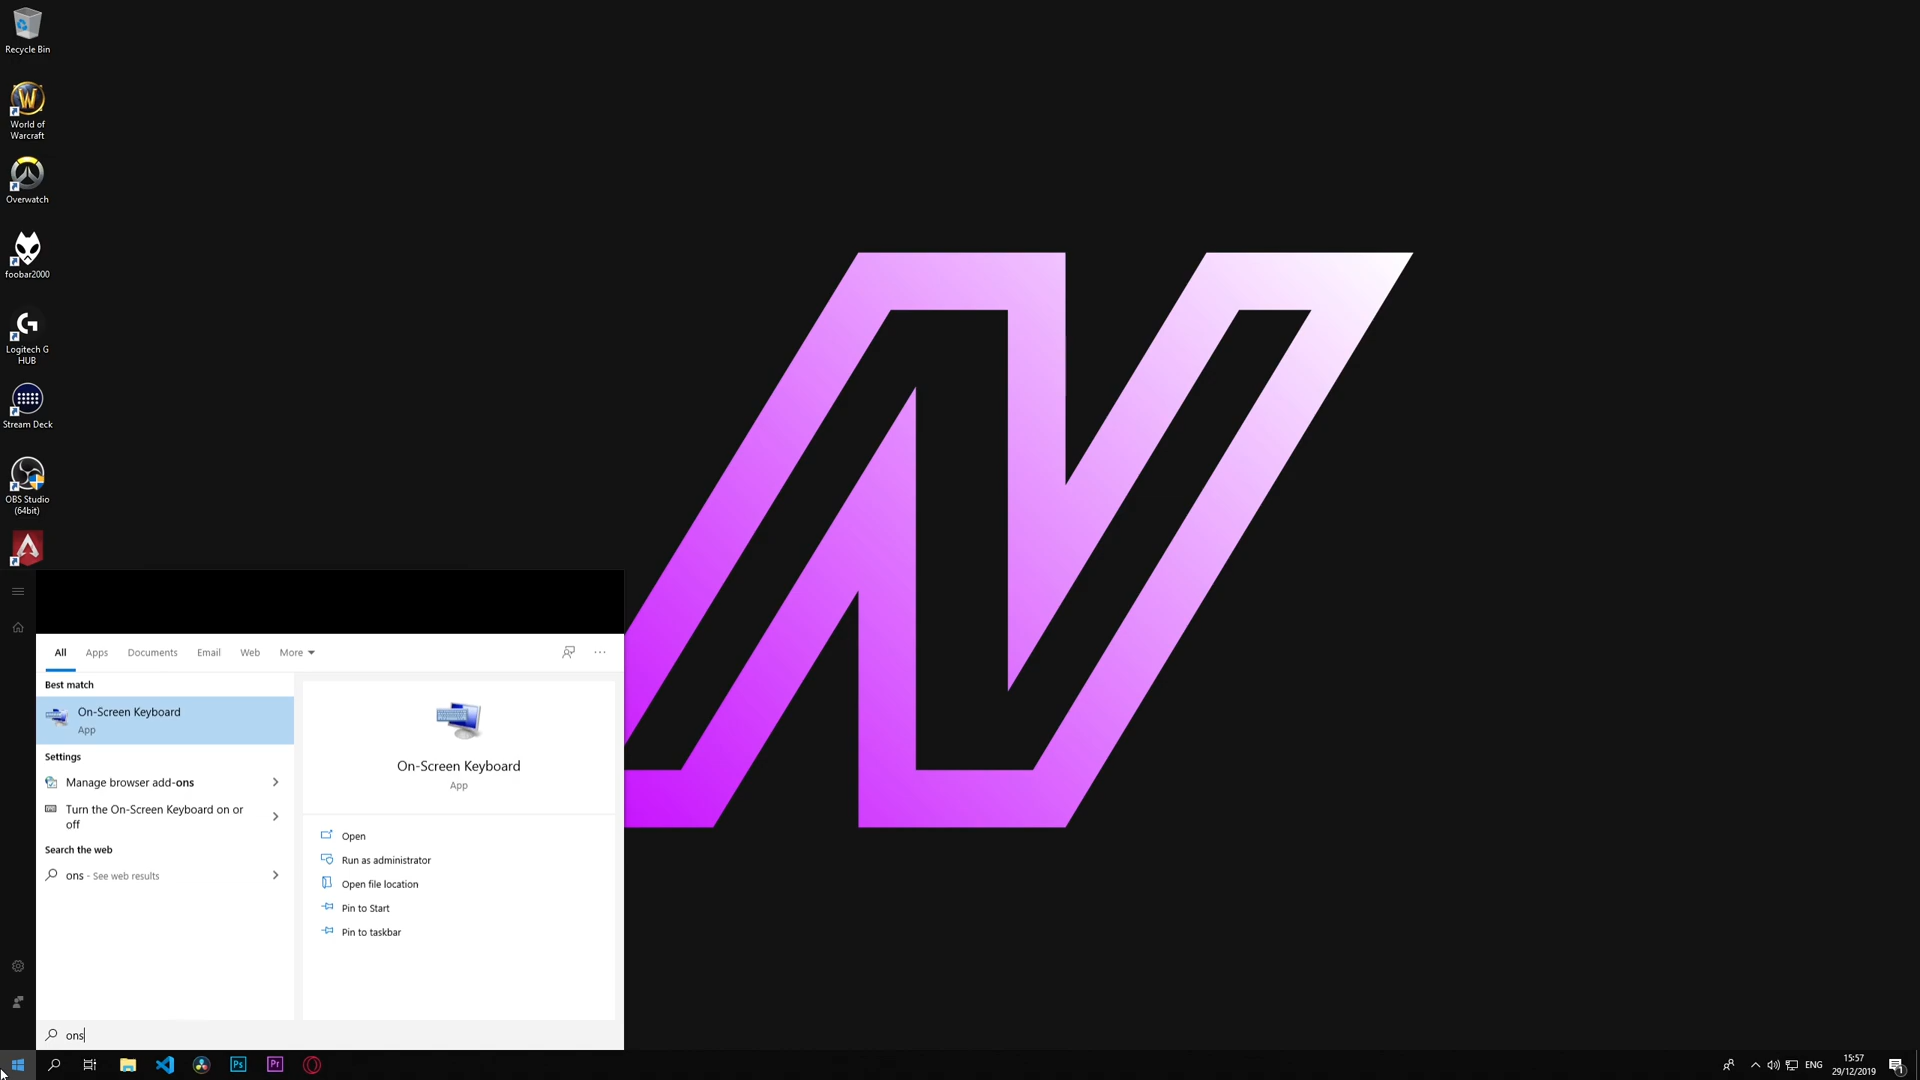 Recycle Bin
World of
Warcraft
Overwatch
foobar2000
Logitech G
HUB
Stream Deck
OBS Studio
(64bit)
All Apps Documents Email Web More
Best match
On-Screen Keyboard
App
Settings
Manage browser add-ons
Turn the On-Screen Keyboard on or
off
Search the web
ons - See web results
On-Screen Keyboard
App
Open
Run as administrator
Open file location
Pin to Start
Pin to taskbar
ons
Ps
Pr
ENG
15:57
29/12/2019
1